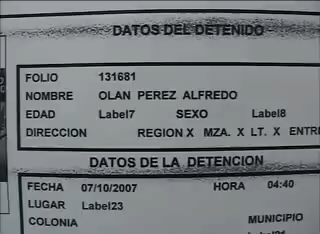 DATOS DEL DETENIDO
FOLIO 131681
NOMBRE OLAN PEREZ ALFREDO
EDAD Label7 SEXO Label8
DIRECCION REGION X MZA. X LT. X ENTRE
DATOS DE LA DETENCION
FECHA 07/10/2007 HORA 04:40
LUGAR Label23
COLONIA MUNICIPIO